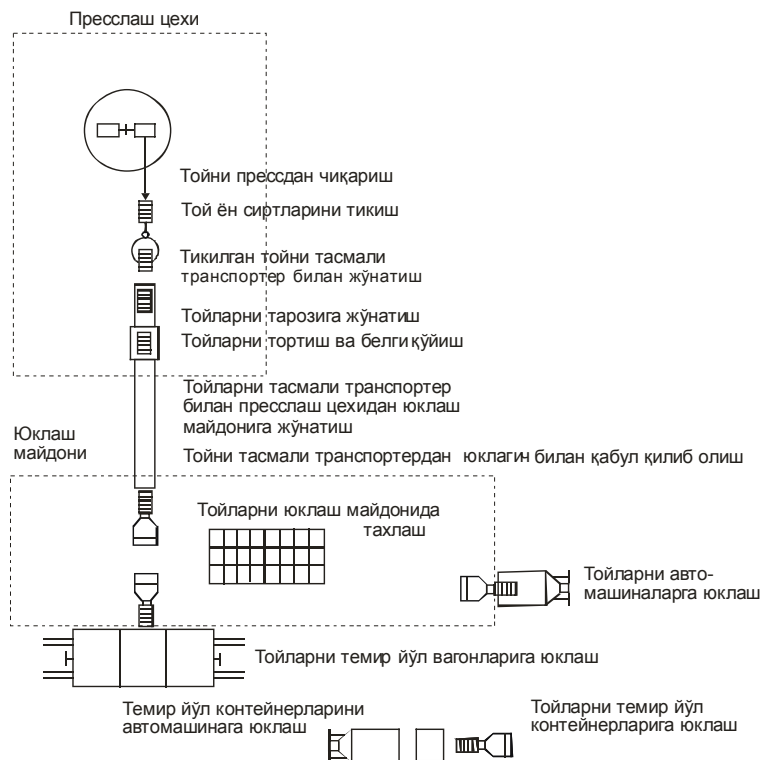 Пресслаш цехи
Тойни прессдан чиқариш
Той ён сиртларини тикиш
Тикилган тойни тасмали
транспортер билан жўнатиш
Тойларни тарозига жўнатиш
Тойларни тортиш ва белги қўйиш
Тойларни тасмали транспортер
билан пресслаш цехидан юклаш
майдонига жўнатиш
Юклаш
майдони
Тойни тасмали транспортердан юклагич билан қабул қилиб олиш
Тойларни юклаш майдонида
тахлаш
Тойларни авто-
машиналарга юклаш
Тойларни темир йўл вагонларига юклаш
Темир йўл контейнерларини
автомашинага юклаш
Тойларни темир йўл
контейнерларига юклаш